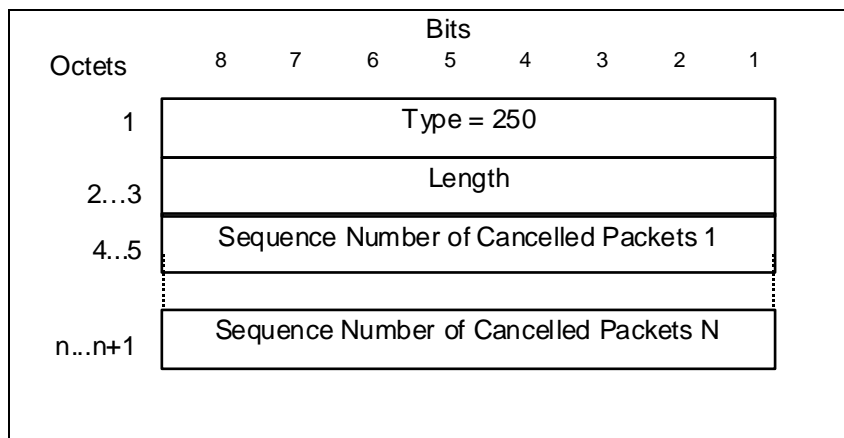 Bits
Octets 8 7 6 5 4 3 2 1
1 Type = 250
2...3 Length
4...5 Sequence Number of Cancelled Packets 1
n...n+1 Sequence Number of Cancelled Packets N